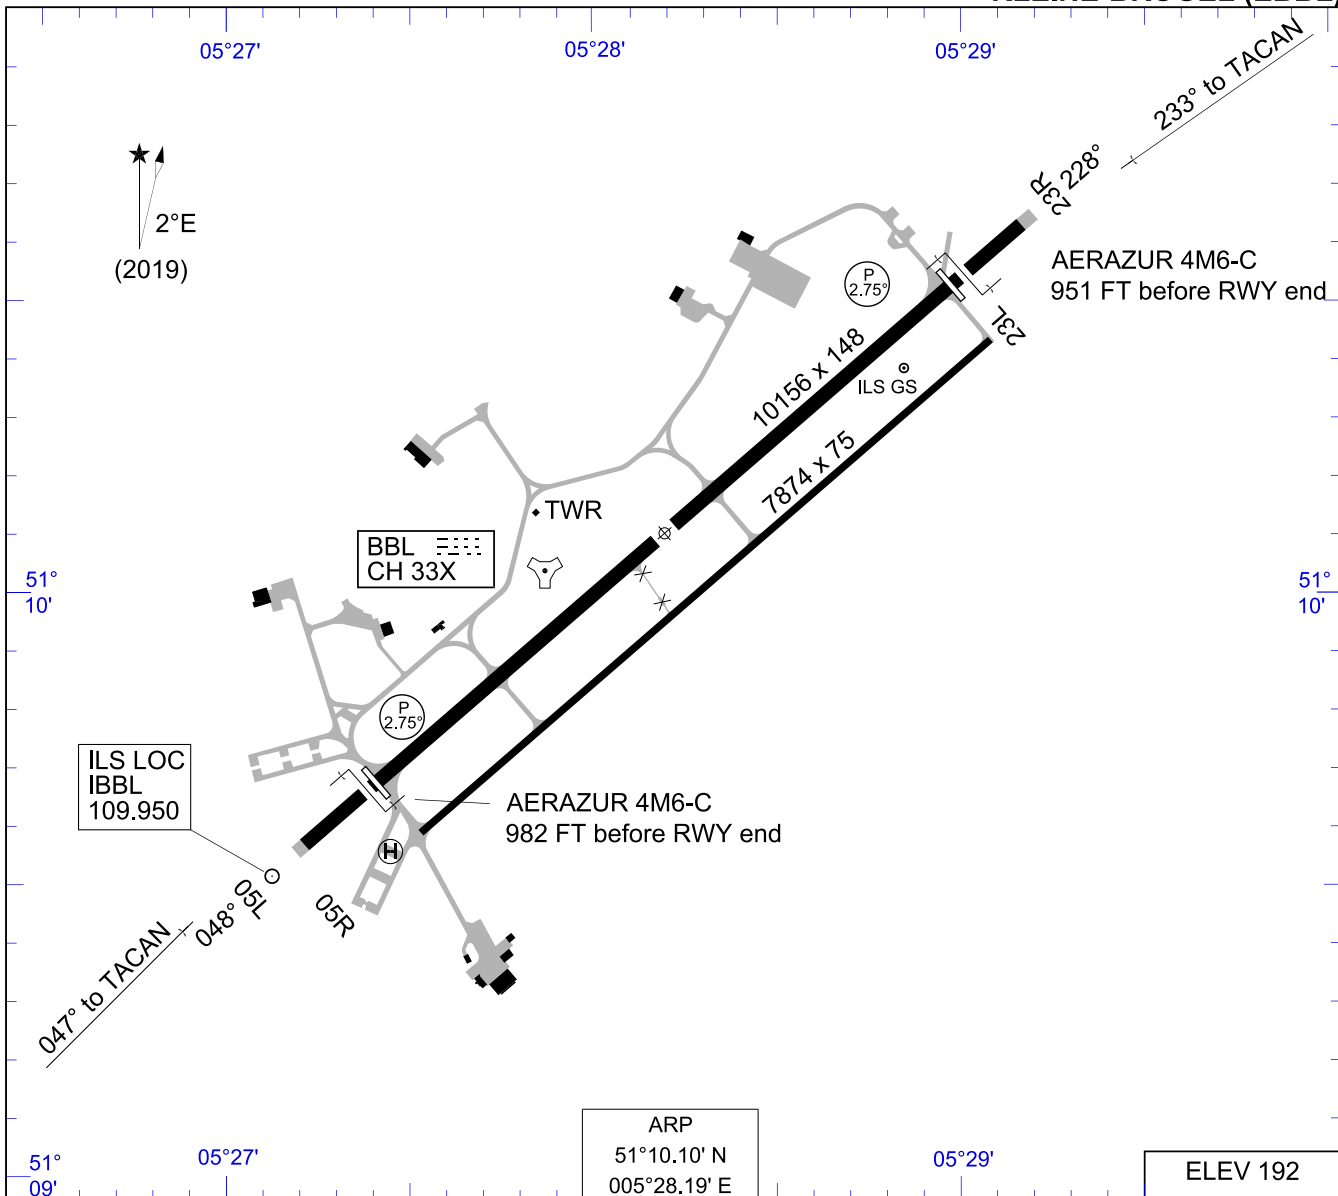 05°27'
05°28'
05°29'
233° to TACAN
228°
23R
2°E
(2019)
AERAZUR 4M6-C
951 FT before RWY end
P
2.75°
23L
10156 x 148
ILS GS
7874 x 75
TWR
BBL
CH 33X
51°
10'
51°
10'
P
2.75°
ILS LOC
IBBL
109.950
AERAZUR 4M6-C
982 FT before RWY end
H
05L
048°
05R
047° to TACAN
ARP
51°10.10' N
005°28.19' E
05°27'
05°29'
51°
09'
ELEV 192